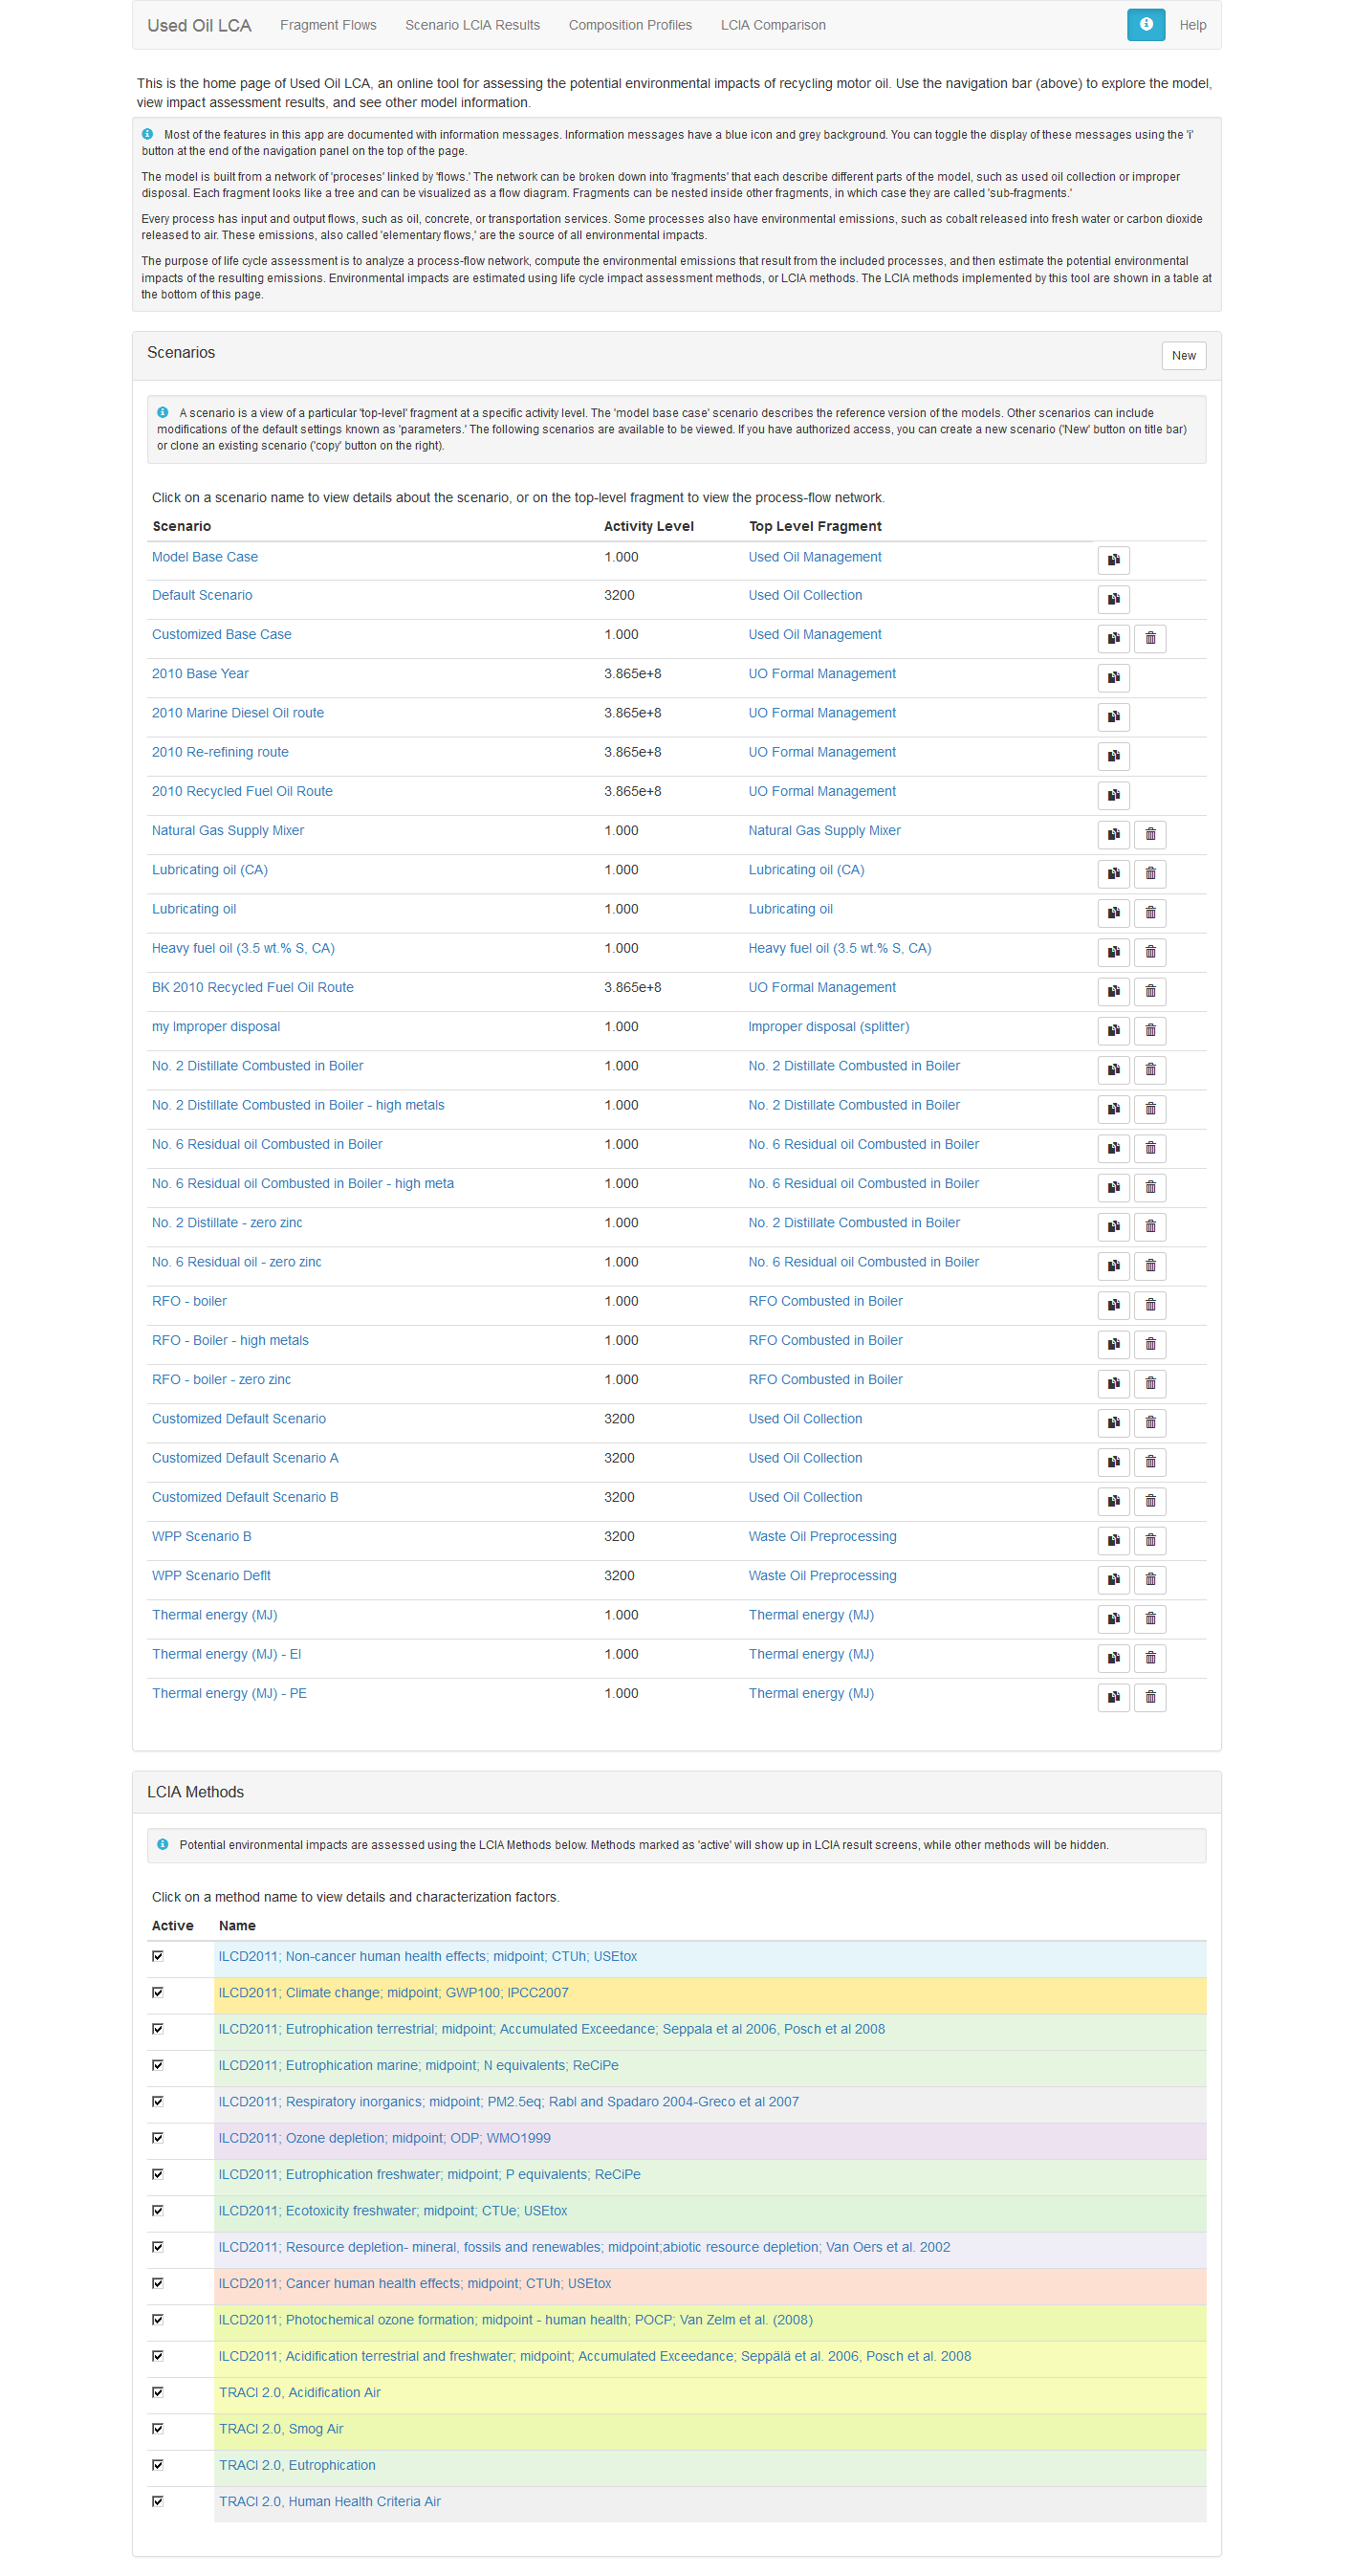 Used Oil LCA Fragment Flows Scenario LCIA Results Composition Profiles LCIA Comparison Help
This is the home page of Used Oil LCA, an online tool for assessing the potential environmental impacts of recycling motor oil. Use the navigation bar (above) to explore the model,
view impact assessment results, and see other model information.
Most of the features in this app are documented with information messages. Information messages have a blue icon and grey background. You can toggle the display of these messages using the 'i'
button at the end of the navigation panel on the top of the page.
The model is built from a network of 'proceses' linked by 'flows.' The network can be broken down into 'fragments' that each describe different parts of the model, such as used oil collection or improper
disposal. Each fragment looks like a tree and can be visualized as a flow diagram. Fragments can be nested inside other fragments, in which case they are called 'sub-fragments.'
Every process has input and output flows, such as oil, concrete, or transportation services. Some processes also have environmental emissions, such as cobalt released into fresh water or carbon dioxide
released to air. These emissions, also called 'elementary flows,' are the source of all environmental impacts.
The purpose of life cycle assessment is to analyze a process-flow network, compute the environmental emissions that result from the included processes, and then estimate the potential environmental
impacts of the resulting emissions. Environmental impacts are estimated using life cycle impact assessment methods, or LCIA methods. The LCIA methods implemented by this tool are shown in a table at
the bottom of this page.
Scenarios New
A scenario is a view of a particular 'top-level' fragment at a specific activity level. The 'model base case' scenario describes the reference version of the models. Other scenarios can include
modifications of the default settings known as 'parameters.' The following scenarios are available to be viewed. If you have authorized access, you can create a new scenario ('New' button on title bar)
or clone an existing scenario ('copy' button on the right).
Click on a scenario name to view details about the scenario, or on the top-level fragment to view the process-flow network.
Scenario Activity Level Top Level Fragment
Model Base Case 1.000 Used Oil Management
Default Scenario 3200 Used Oil Collection
Customized Base Case 1.000 Used Oil Management
2010 Base Year 3.865e+8 UO Formal Management
2010 Marine Diesel Oil route 3.865e+8 UO Formal Management
2010 Re-refining route 3.865e+8 UO Formal Management
2010 Recycled Fuel Oil Route 3.865e+8 UO Formal Management
Natural Gas Supply Mixer 1.000 Natural Gas Supply Mixer
Lubricating oil (CA) 1.000 Lubricating oil (CA)
Lubricating oil 1.000 Lubricating oil
Heavy fuel oil (3.5 wt.% S, CA) 1.000 Heavy fuel oil (3.5 wt.% S, CA)
BK 2010 Recycled Fuel Oil Route 3.865e+8 UO Formal Management
my Improper disposal 1.000 Improper disposal (splitter)
No. 2 Distillate Combusted in Boiler 1.000 No. 2 Distillate Combusted in Boiler
No. 2 Distillate Combusted in Boiler - high metals 1.000 No. 2 Distillate Combusted in Boiler
No. 6 Residual oil Combusted in Boiler 1.000 No. 6 Residual oil Combusted in Boiler
No. 6 Residual oil Combusted in Boiler - high meta 1.000 No. 6 Residual oil Combusted in Boiler
No. 2 Distillate - zero zinc 1.000 No. 2 Distillate Combusted in Boiler
No. 6 Residual oil - zero zinc 1.000 No. 6 Residual oil Combusted in Boiler
RFO - boiler 1.000 RFO Combusted in Boiler
RFO - Boiler - high metals 1.000 RFO Combusted in Boiler
RFO - boiler - zero zinc 1.000 RFO Combusted in Boiler
Customized Default Scenario 3200 Used Oil Collection
Customized Default Scenario A 3200 Used Oil Collection
Customized Default Scenario B 3200 Used Oil Collection
WPP Scenario B 3200 Waste Oil Preprocessing
WPP Scenario Deflt 3200 Waste Oil Preprocessing
Thermal energy (MJ) 1.000 Thermal energy (MJ)
Thermal energy (MJ) - EI 1.000 Thermal energy (MJ)
Thermal energy (MJ) - PE 1.000 Thermal energy (MJ)
LCIA Methods
Potential environmental impacts are assessed using the LCIA Methods below. Methods marked as 'active' will show up in LCIA result screens, while other methods will be hidden.
Click on a method name to view details and characterization factors.
Active Name
ILCD2011; Non-cancer human health effects; midpoint; CTUh; USEtox
ILCD2011; Climate change; midpoint; GWP100; IPCC2007
ILCD2011; Eutrophication terrestrial; midpoint; Accumulated Exceedance; Seppala et al 2006, Posch et al 2008
ILCD2011; Eutrophication marine; midpoint; N equivalents; ReCiPe
ILCD2011; Respiratory inorganics; midpoint; PM2.5eq; Rabl and Spadaro 2004-Greco et al 2007
ILCD2011; Ozone depletion; midpoint; ODP; WMO1999
ILCD2011; Eutrophication freshwater; midpoint; P equivalents; ReCiPe
ILCD2011; Ecotoxicity freshwater; midpoint; CTUe; USEtox
ILCD2011; Resource depletion- mineral, fossils and renewables; midpoint;abiotic resource depletion; Van Oers et al. 2002
ILCD2011; Cancer human health effects; midpoint; CTUh; USEtox
ILCD2011; Photochemical ozone formation; midpoint - human health; POCP; Van Zelm et al. (2008)
ILCD2011; Acidification terrestrial and freshwater; midpoint; Accumulated Exceedance; Seppälä et al. 2006, Posch et al. 2008
TRACI 2.0, Acidification Air
TRACI 2.0, Smog Air
TRACI 2.0, Eutrophication
TRACI 2.0, Human Health Criteria Air